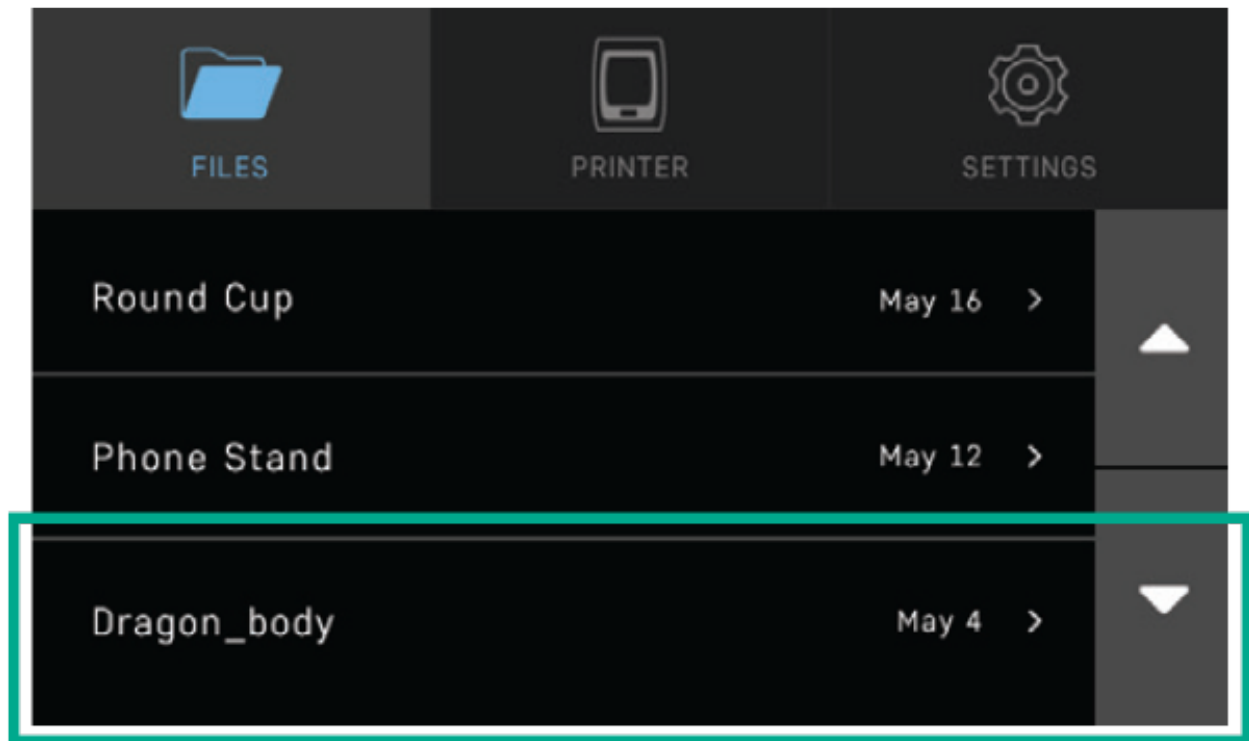 FILES PRINTER SETTINGS
Round Cup May 16 >
Phone Stand May 12 >
Dragon_body May 4 >